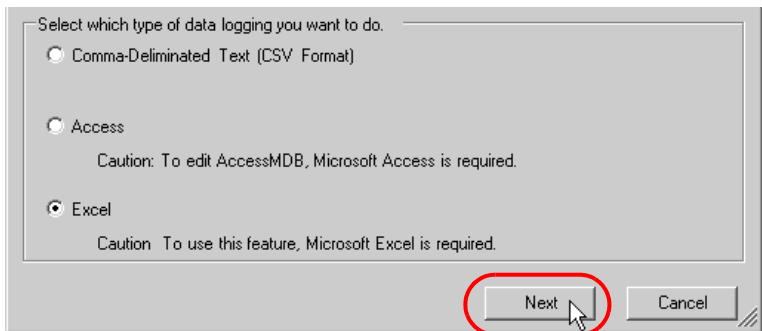 Select which type of data logging you want to do.
Comma-Deliminated Text (CSV Format)
Access
Caution: To edit AccessMDB, Microsoft Access is required.
Excel
Caution To use this feature, Microsoft Excel is required.
Next
Cancel